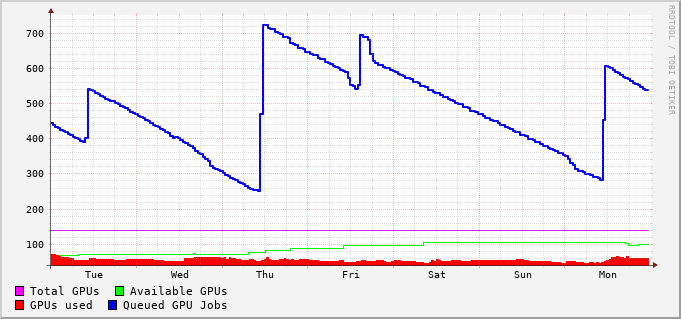 RRDTOOL / TOBI OETIKER
700
600
500
400
300
200
100
Tue Wed Thu Fri Sat Sun Mon
Total GPUs Available GPUs
GPUs used Queued GPU Jobs